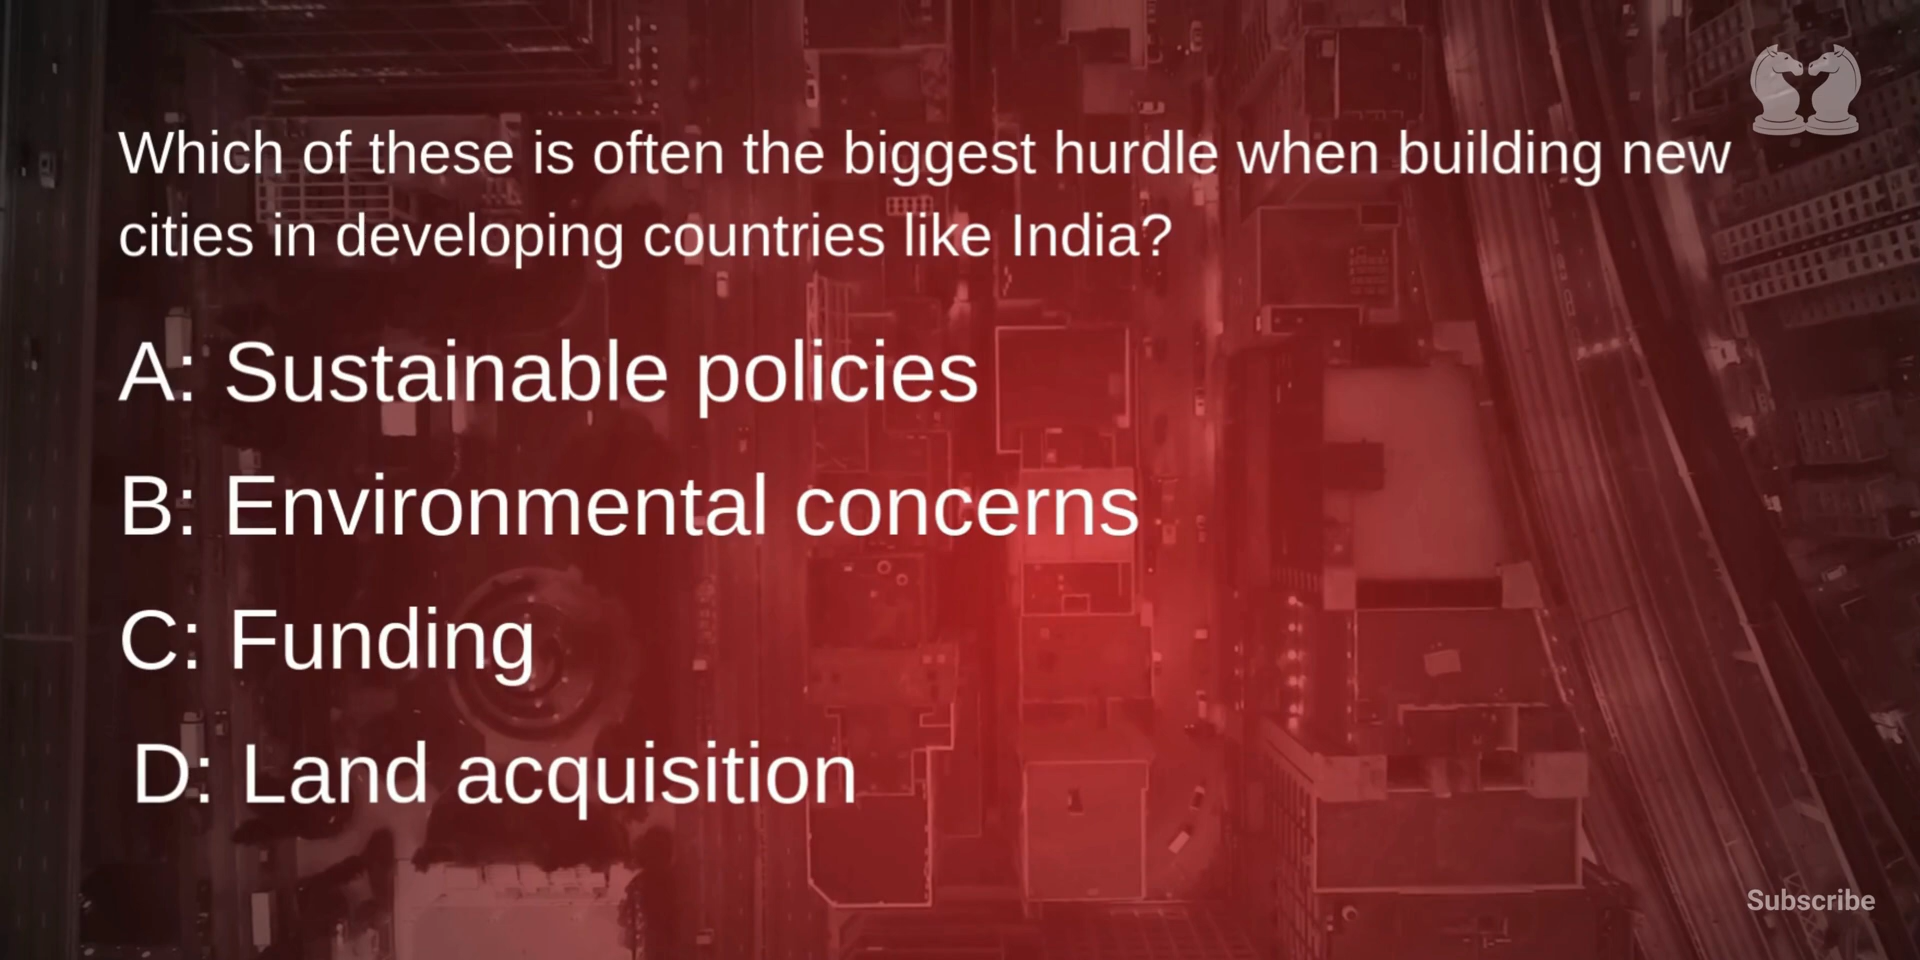 Which of these is often the biggest hurdle when building new
cities in developing countries like India?
A: Sustainable policies
B: Environmental concerns
C: Funding
D: Land acquisition
Subscribe